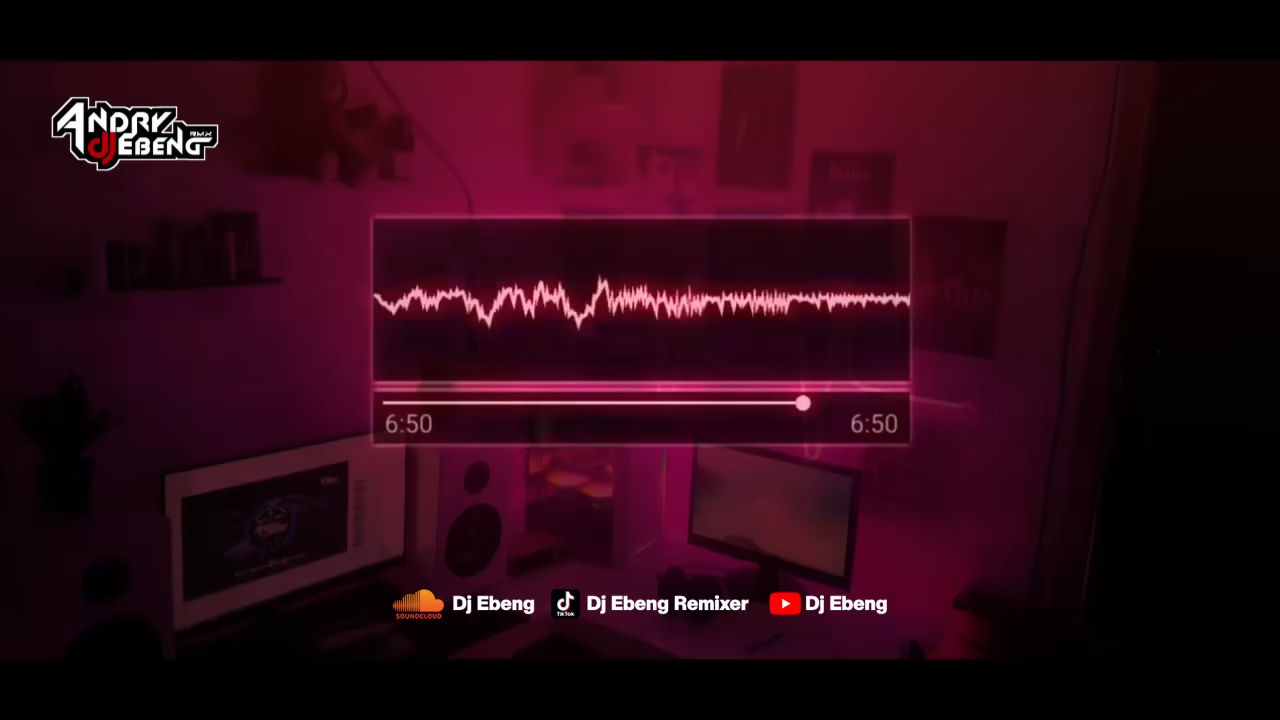 ANDRY RMX
dj EBENG
6:50 6:50
SOUNDCLOUD Dj Ebeng TikTok Dj Ebeng Remixer Dj Ebeng